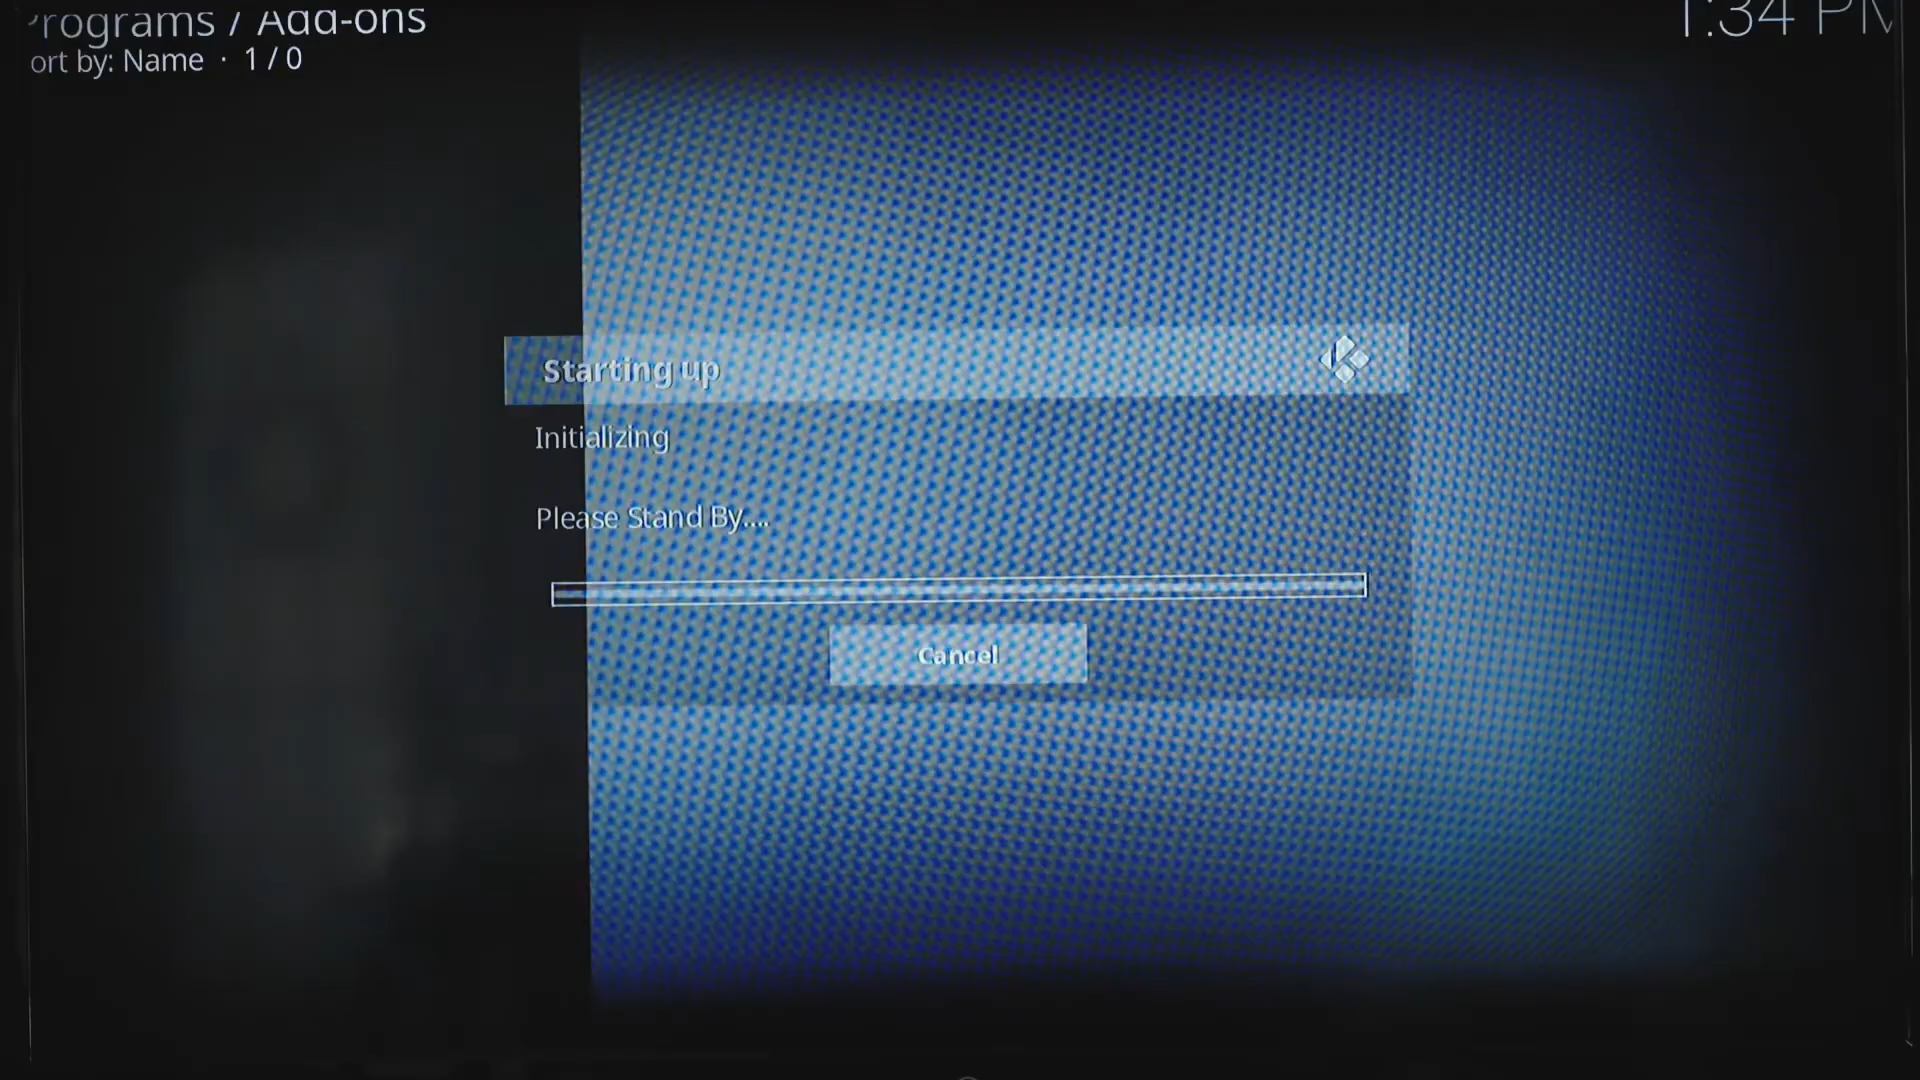 rograms / Add-ons
ort by: Name · 1 / 0
1:34 PM
Starting up
Initializing
Please Stand By....
Cancel